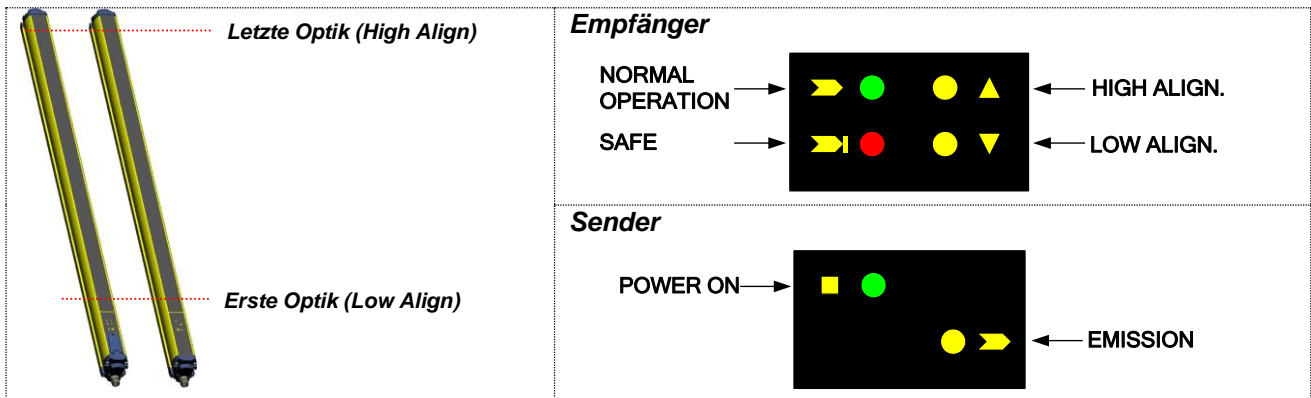 Letzte Optik (High Align)
Erste Optik (Low Align)
Empfänger
NORMAL
OPERATION
HIGH ALIGN.
SAFE
LOW ALIGN.
Sender
POWER ON
EMISSION